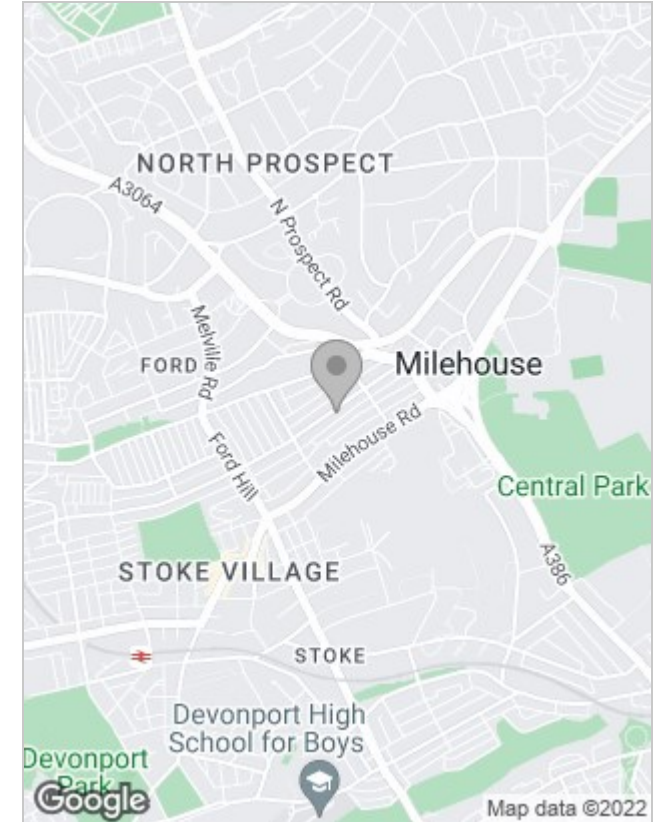 NORTH PROSPECT
A3064
N Prospect Rd
Melville Rd
FORD
Milehouse
Milehouse Rd
Ford Hill
Central Park
A386
STOKE VILLAGE
STOKE
Devonport High
School for Boys
Devonport
Park
Google
Map data ©2022